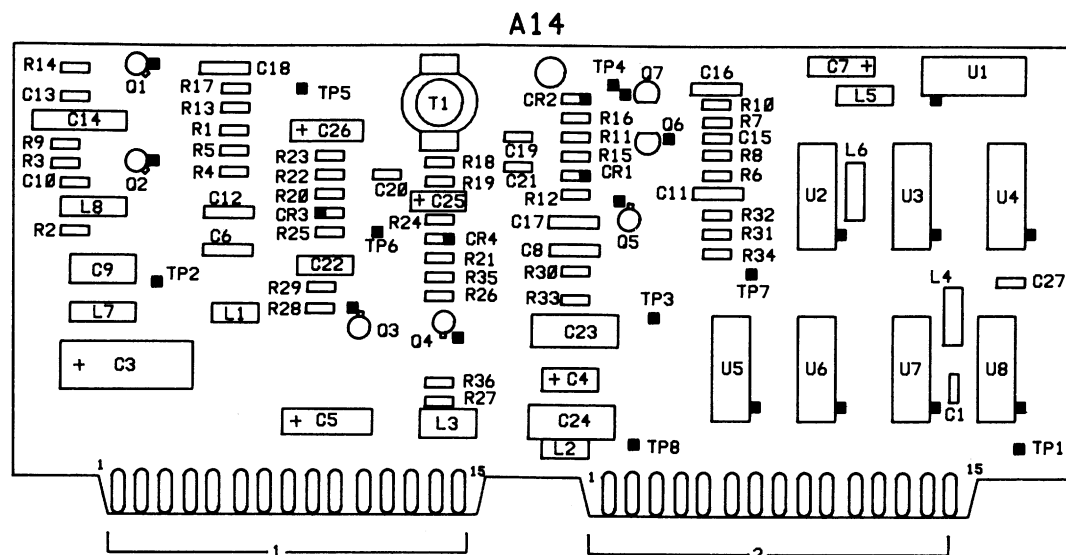 A14
R14
C13
C14
R9
R3
C10
L8
R2
C9
L7
+ C3
Q1
Q2
TP2
C18
R17
R13
R1
R5
R4
C12
C6
L1
TP5
+ C26
R23
R22
R20
CR3
R25
C22
R29
R28
C20
TP6
Q3
+ C5
T1
R18
R19
+ C25
R24
CR4
R21
R35
R26
Q4
R36
R27
L3
C19
C21
TP4
Q7
CR2
R16
R11
R15
CR1
R12
Q6
C17
Q5
C8
R30
R33
C23
+ C4
C24
L2
TP3
TP8
C16
R10
R7
C15
R8
R6
C11
R32
R31
R34
TP7
C7 +
L5
U1
U2
L6
U3
U4
L4
C27
U5
U6
U7
C1
U8
TP1
1
15
1
15
1
2